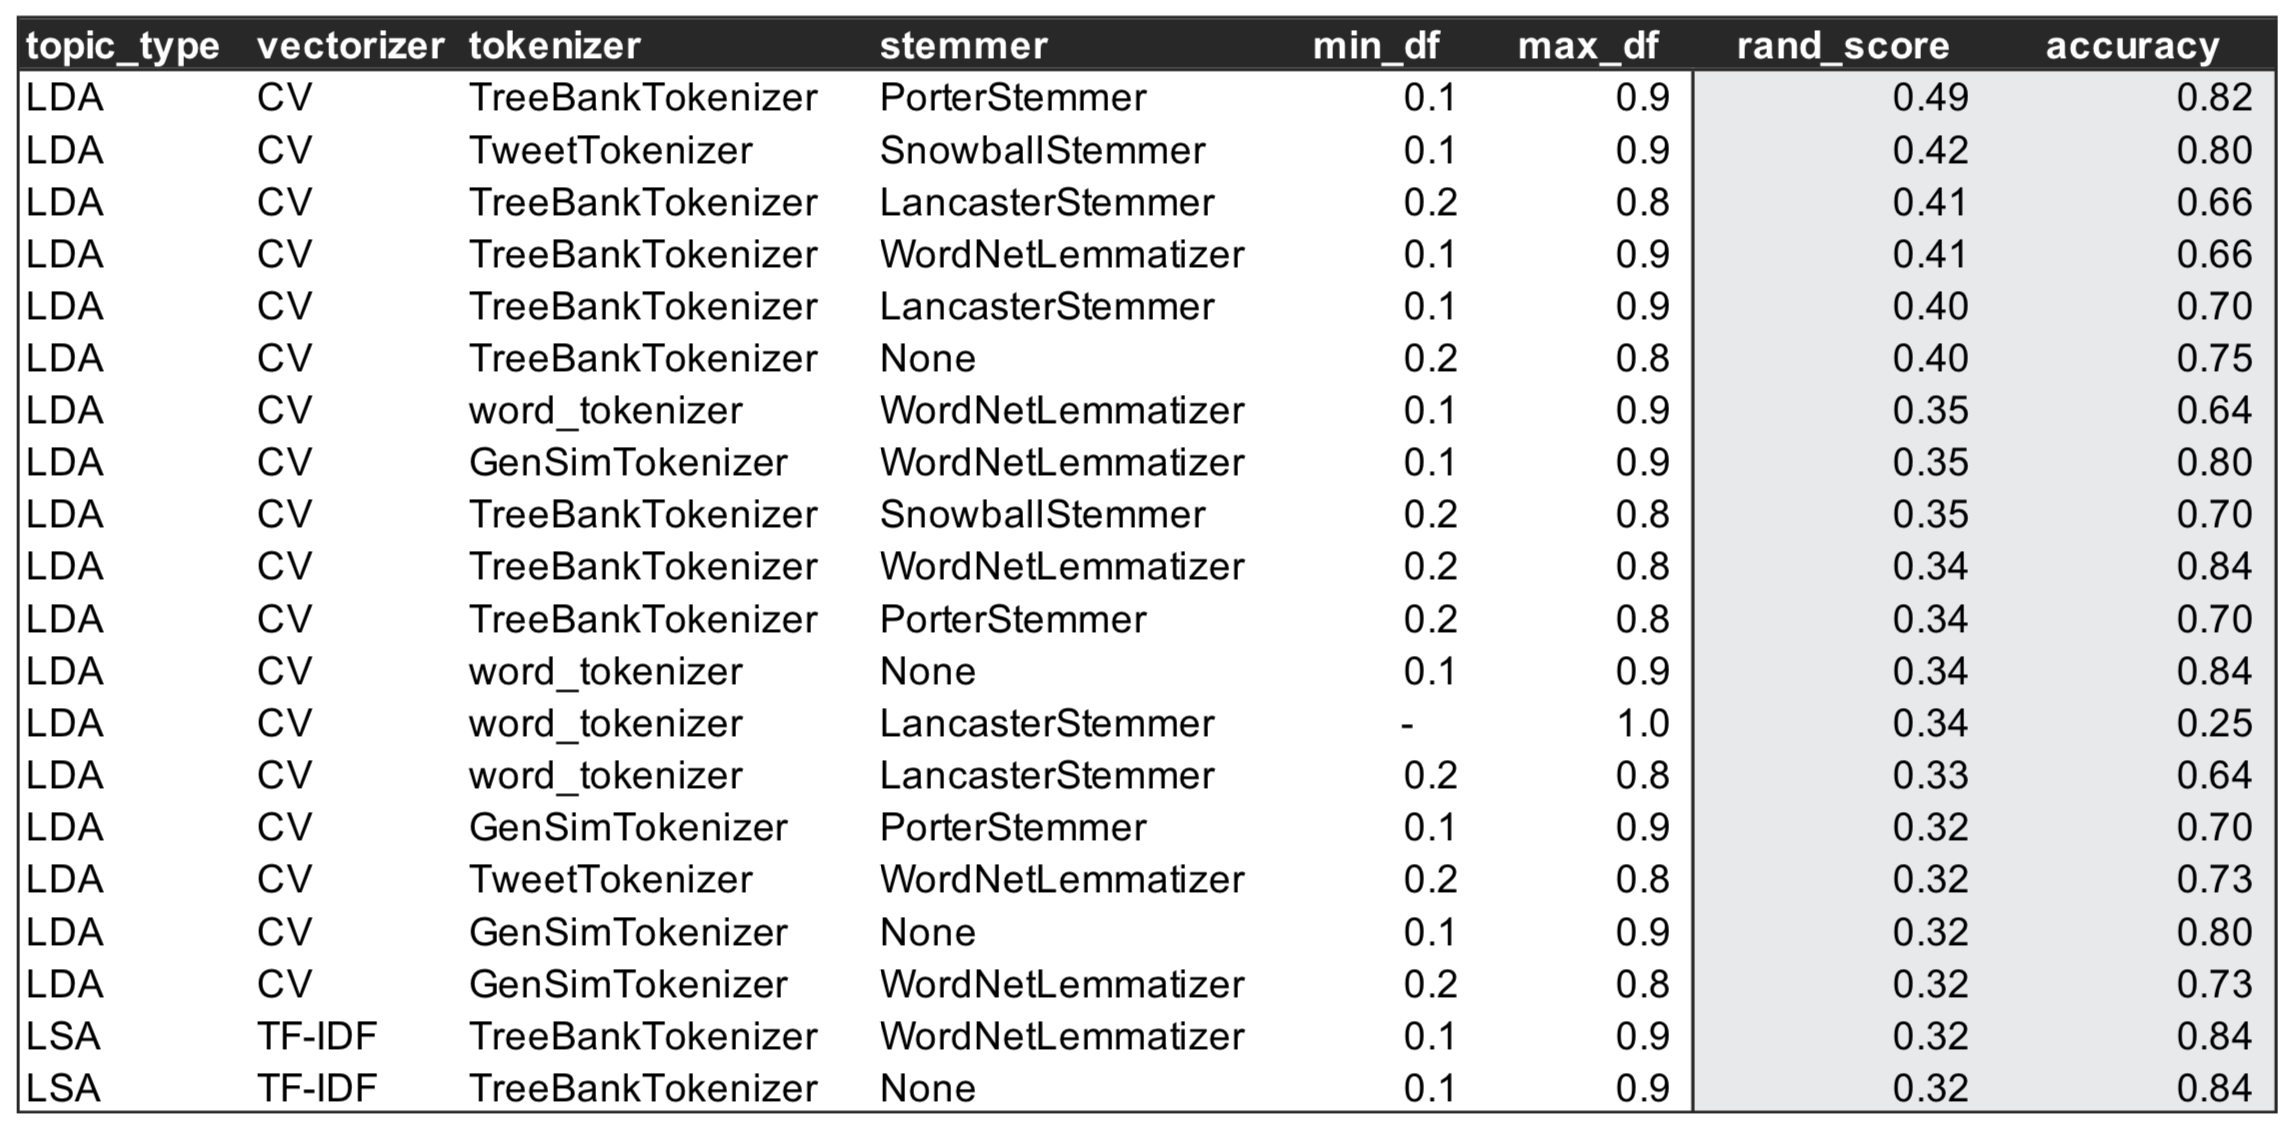 topic_type vectorizer tokenizer stemmer min_df max_df rand_score accuracy
LDA CV TreeBankTokenizer PorterStemmer 0.1 0.9 0.49 0.82
LDA CV TweetTokenizer SnowballStemmer 0.1 0.9 0.42 0.80
LDA CV TreeBankTokenizer LancasterStemmer 0.2 0.8 0.41 0.66
LDA CV TreeBankTokenizer WordNetLemmatizer 0.1 0.9 0.41 0.66
LDA CV TreeBankTokenizer LancasterStemmer 0.1 0.9 0.40 0.70
LDA CV TreeBankTokenizer None 0.2 0.8 0.40 0.75
LDA CV word_tokenizer WordNetLemmatizer 0.1 0.9 0.35 0.64
LDA CV GenSimTokenizer WordNetLemmatizer 0.1 0.9 0.35 0.80
LDA CV TreeBankTokenizer SnowballStemmer 0.2 0.8 0.35 0.70
LDA CV TreeBankTokenizer WordNetLemmatizer 0.2 0.8 0.34 0.84
LDA CV TreeBankTokenizer PorterStemmer 0.2 0.8 0.34 0.70
LDA CV word_tokenizer None 0.1 0.9 0.34 0.84
LDA CV word_tokenizer LancasterStemmer - 1.0 0.34 0.25
LDA CV word_tokenizer LancasterStemmer 0.2 0.8 0.33 0.64
LDA CV GenSimTokenizer PorterStemmer 0.1 0.9 0.32 0.70
LDA CV TweetTokenizer WordNetLemmatizer 0.2 0.8 0.32 0.73
LDA CV GenSimTokenizer None 0.1 0.9 0.32 0.80
LDA CV GenSimTokenizer WordNetLemmatizer 0.2 0.8 0.32 0.73
LSA TF-IDF TreeBankTokenizer WordNetLemmatizer 0.1 0.9 0.32 0.84
LSA TF-IDF TreeBankTokenizer None 0.1 0.9 0.32 0.84